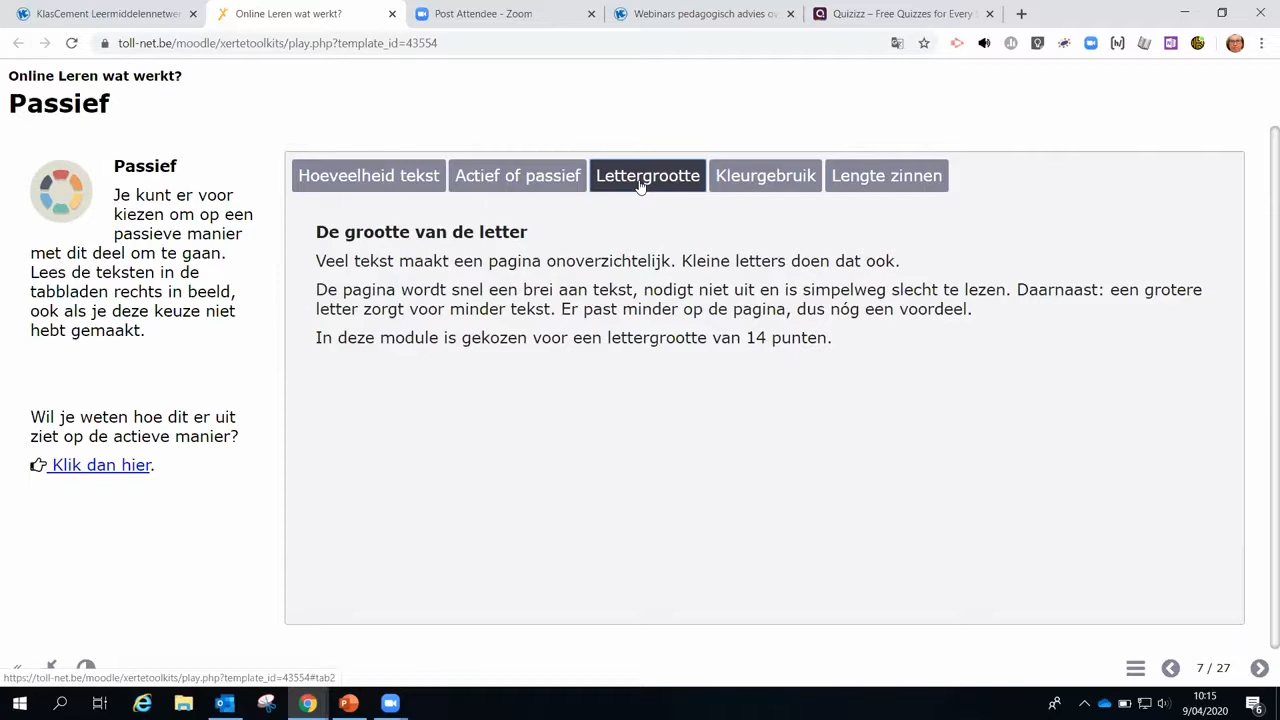 KlasCement Leermiddelennetwer
Online Leren wat werkt?
Post Attendee - Zoom
Webinars pedagogisch advies ov
Quizizz – Free Quizzes for Every
toll-net.be/moodle/xertetoolkits/play.php?template_id=43554
Online Leren wat werkt?
Passief
Passief
Je kunt er voor
kiezen om op een
passieve manier
met dit deel om te gaan.
Lees de teksten in de
tabbladen rechts in beeld,
ook als je deze keuze niet
hebt gemaakt.
Wil je weten hoe dit er uit
ziet op de actieve manier?
Klik dan hier.
Hoeveelheid tekst
Actief of passief
Lettergrootte
Kleurgebruik
Lengte zinnen
De grootte van de letter
Veel tekst maakt een pagina onoverzichtelijk. Kleine letters doen dat ook.
De pagina wordt snel een brei aan tekst, nodigt niet uit en is simpelweg slecht te lezen. Daarnaast: een grotere
letter zorgt voor minder tekst. Er past minder op de pagina, dus nóg een voordeel.
In deze module is gekozen voor een lettergrootte van 14 punten.
7 / 27
https://toll-net.be/moodle/xertetoolkits/play.php?template_id=43554#tab2
10:15
9/04/2020
6